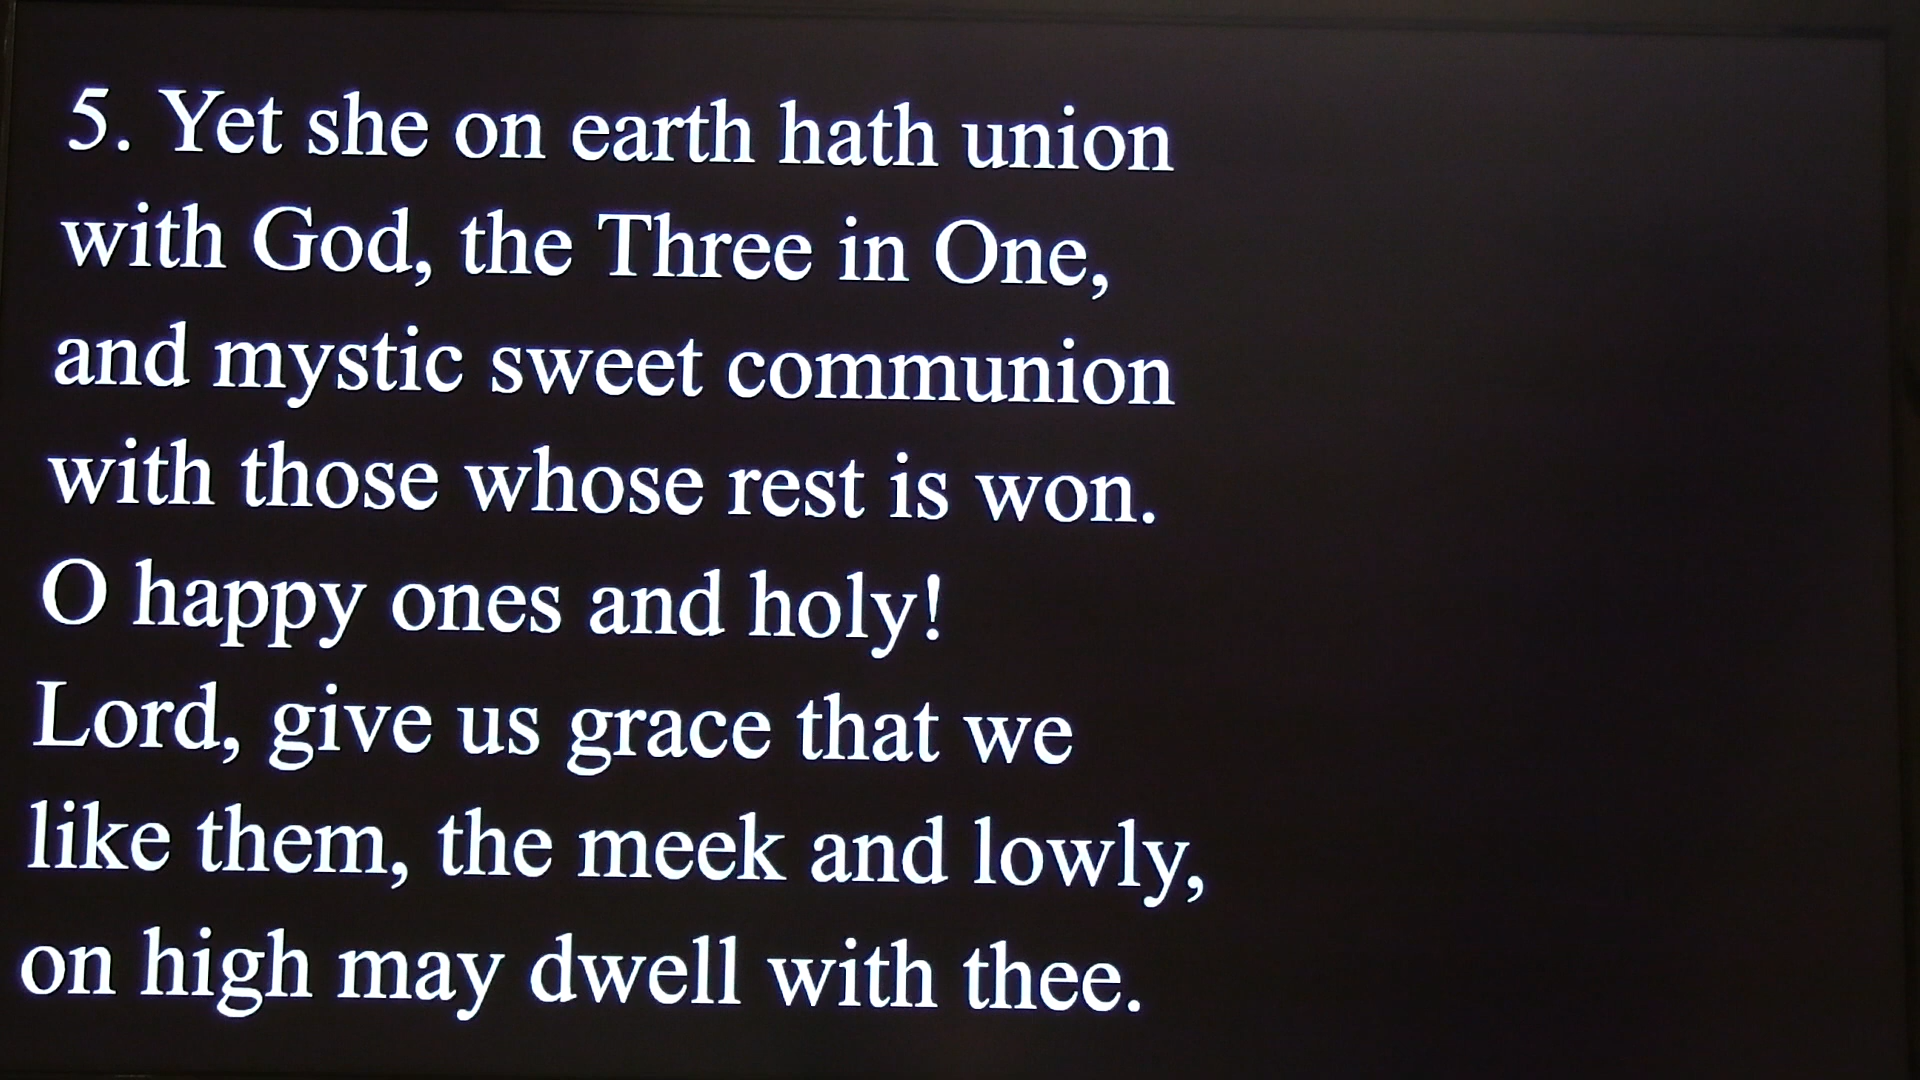 5. Yet she on earth hath union
with God, the Three in One,
and mystic sweet communion
with those whose rest is won.
O happy ones and holy!
Lord, give us grace that we
like them, the meek and lowly,
on high may dwell with thee.